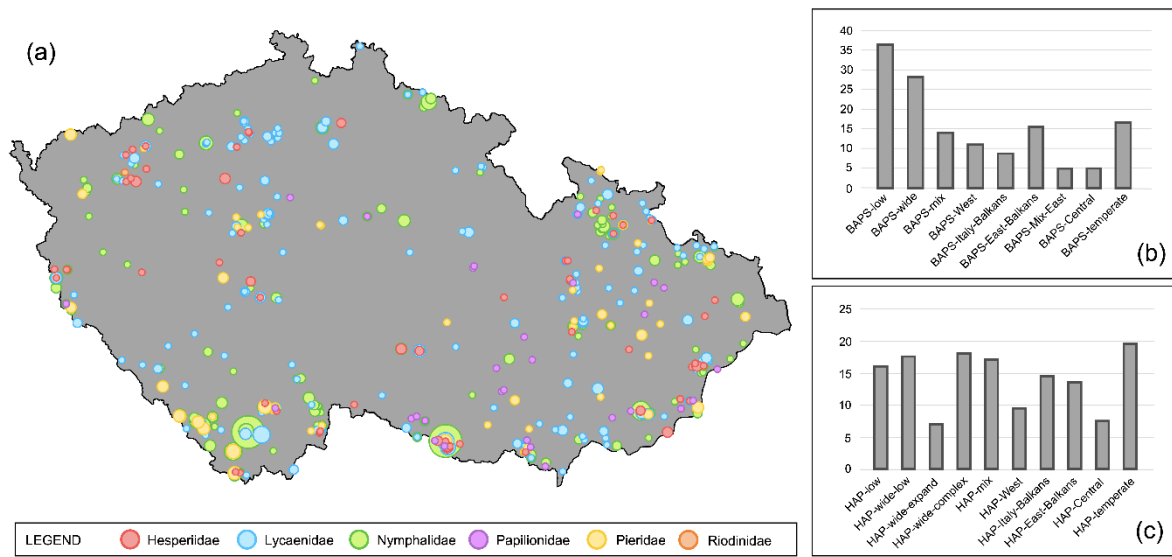 (a)
LEGEND Hesperiidae Lycaenidae Nymphalidae Papilionidae Pieridae Riodinidae
40
35
30
25
20
15
10
5
0
BAPS-low
BAPS-wide
BAPS-mix
BAPS-West
BAPS-Italy-Balkans
BAPS-East-Balkans
BAPS-Mix-East
BAPS-Central
BAPS-temperate
(b)
25
20
15
10
5
0
HAP-low
HAP-wide-low
HAP-wide-expand
HAP-wide-complex
HAP-mix
HAP-West
HAP-Italy-Balkans
HAP-East-Balkans
HAP-Central
HAP-temperate
(c)